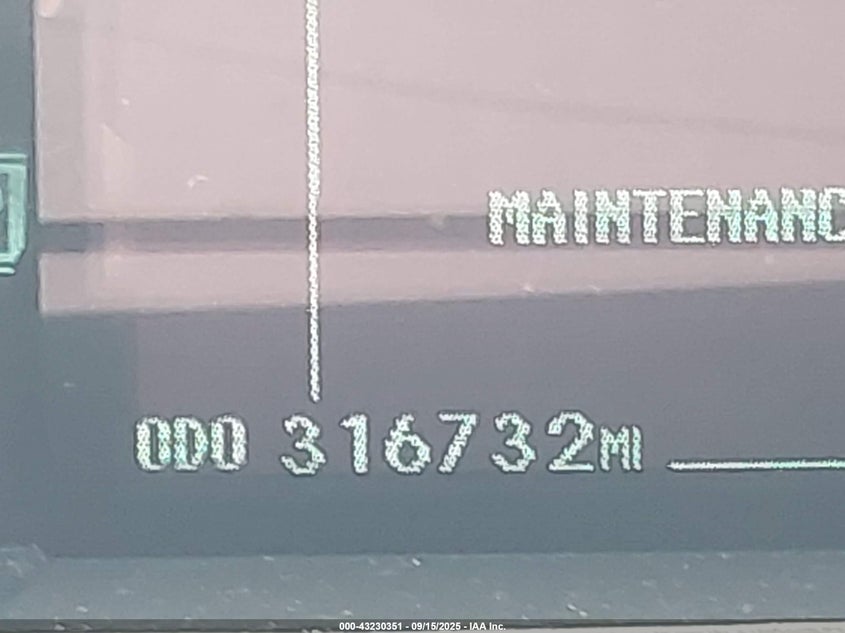 MAINTENANC
ODO 316732MI
000-43230351 - 09/15/2025 - IAA Inc.